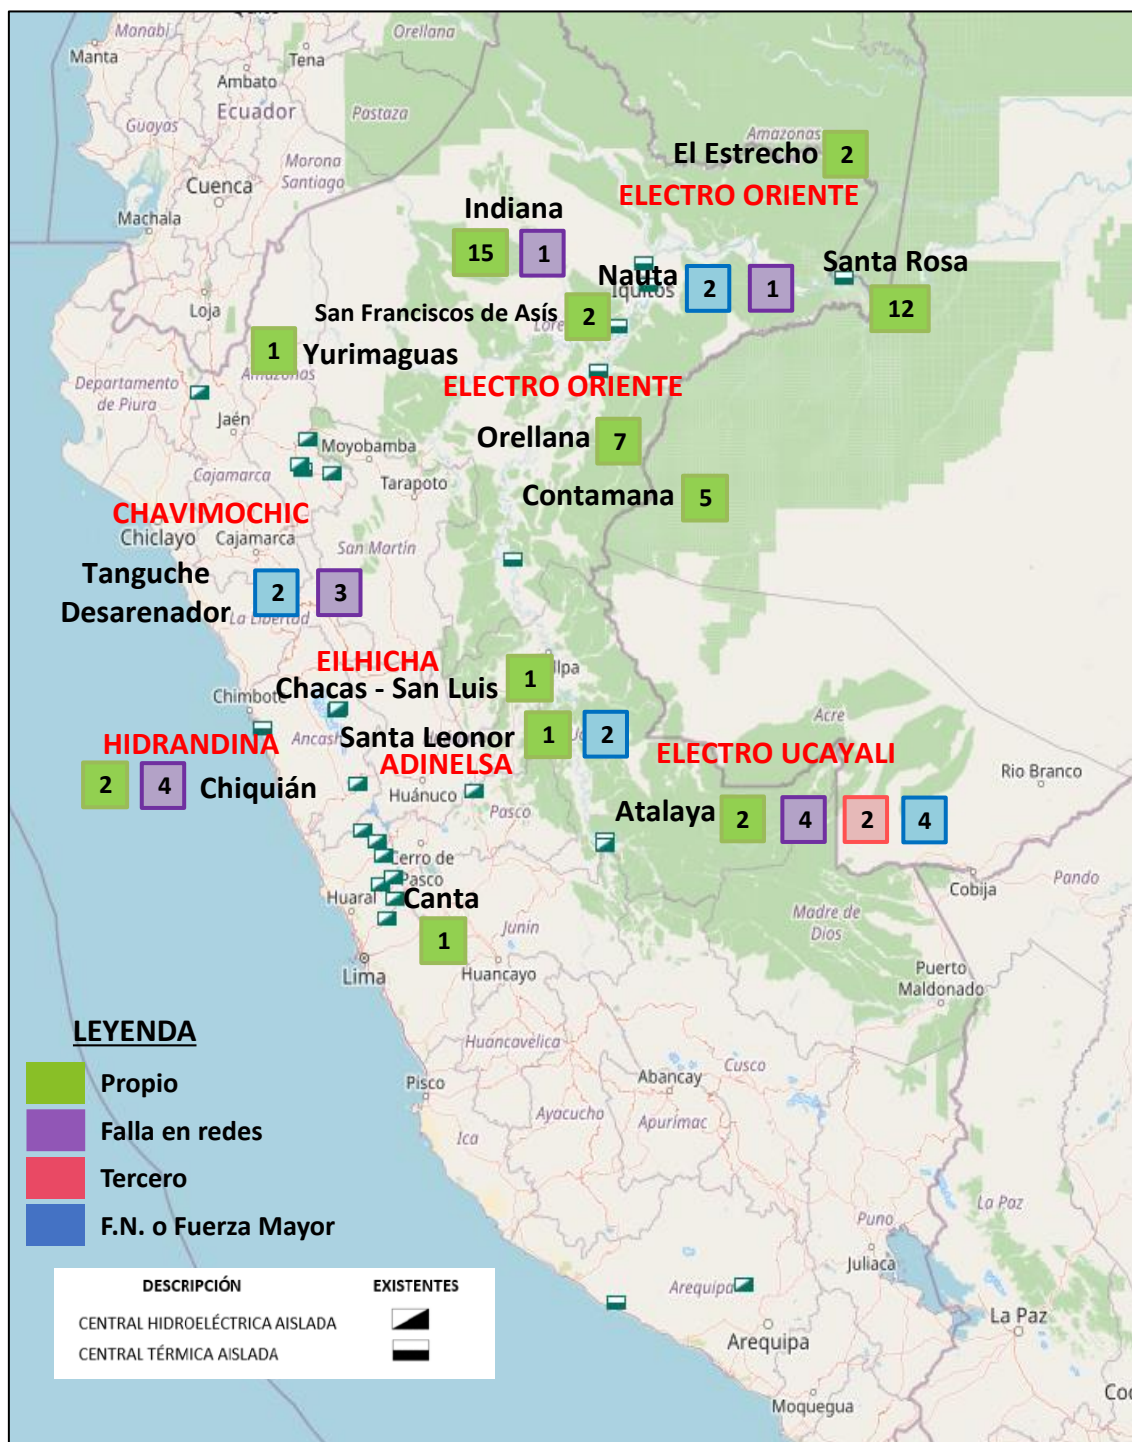 Quito
Manabí
Orellana
Manta
Tena
Ambato
Ecuador
Pastaza
Guayas
Amazonas
El Estrecho
2
Morona
Santiago
Cuenca
ELECTRO ORIENTE
Indiana
Machala
15
1
Nauta
Iquitos
2
1
Santa Rosa
12
Loja
San Franciscos de Asís
2
1
Yurimaguas
Amazonas
Departamento
de Piura
ELECTRO ORIENTE
Jaén
Orellana
7
Moyobamba
Cajamarca
Tarapoto
Contamana
5
CHAVIMOCHIC
Chiclayo
Cajamarca
San Martín
Tanguche
Desarenador
2
3
La Libertad
EILHICHA
Chacas - San Luis
1
llpa
Chimbote
Acre
Ancash
Santa Leonor
1
2
HIDRANDINA
ADINELSA
ELECTRO UCAYALI
Rio Branco
2
4
Chiquián
Huánuco
Pasco
Atalaya
2
4
2
4
Cerro de
Pasco
Cobija
Pando
Huaral
Canta
1
Madre de
Dios
Junín
Lima
Huancayo
Puerto
Maldonado
LEYENDA
Propio
Falla en redes
Tercero
F.N. o Fuerza Mayor
Huancavelica
Pisco
Abancay
Cusco
Ayacucho
Apurímac
Ica
La Paz
Puno
Juliaca
Arequipa
La Paz
Arequipa
Moquegua
DESCRIPCIÓN
EXISTENTES
CENTRAL HIDROELÉCTRICA AISLADA
CENTRAL TÉRMICA AISLADA